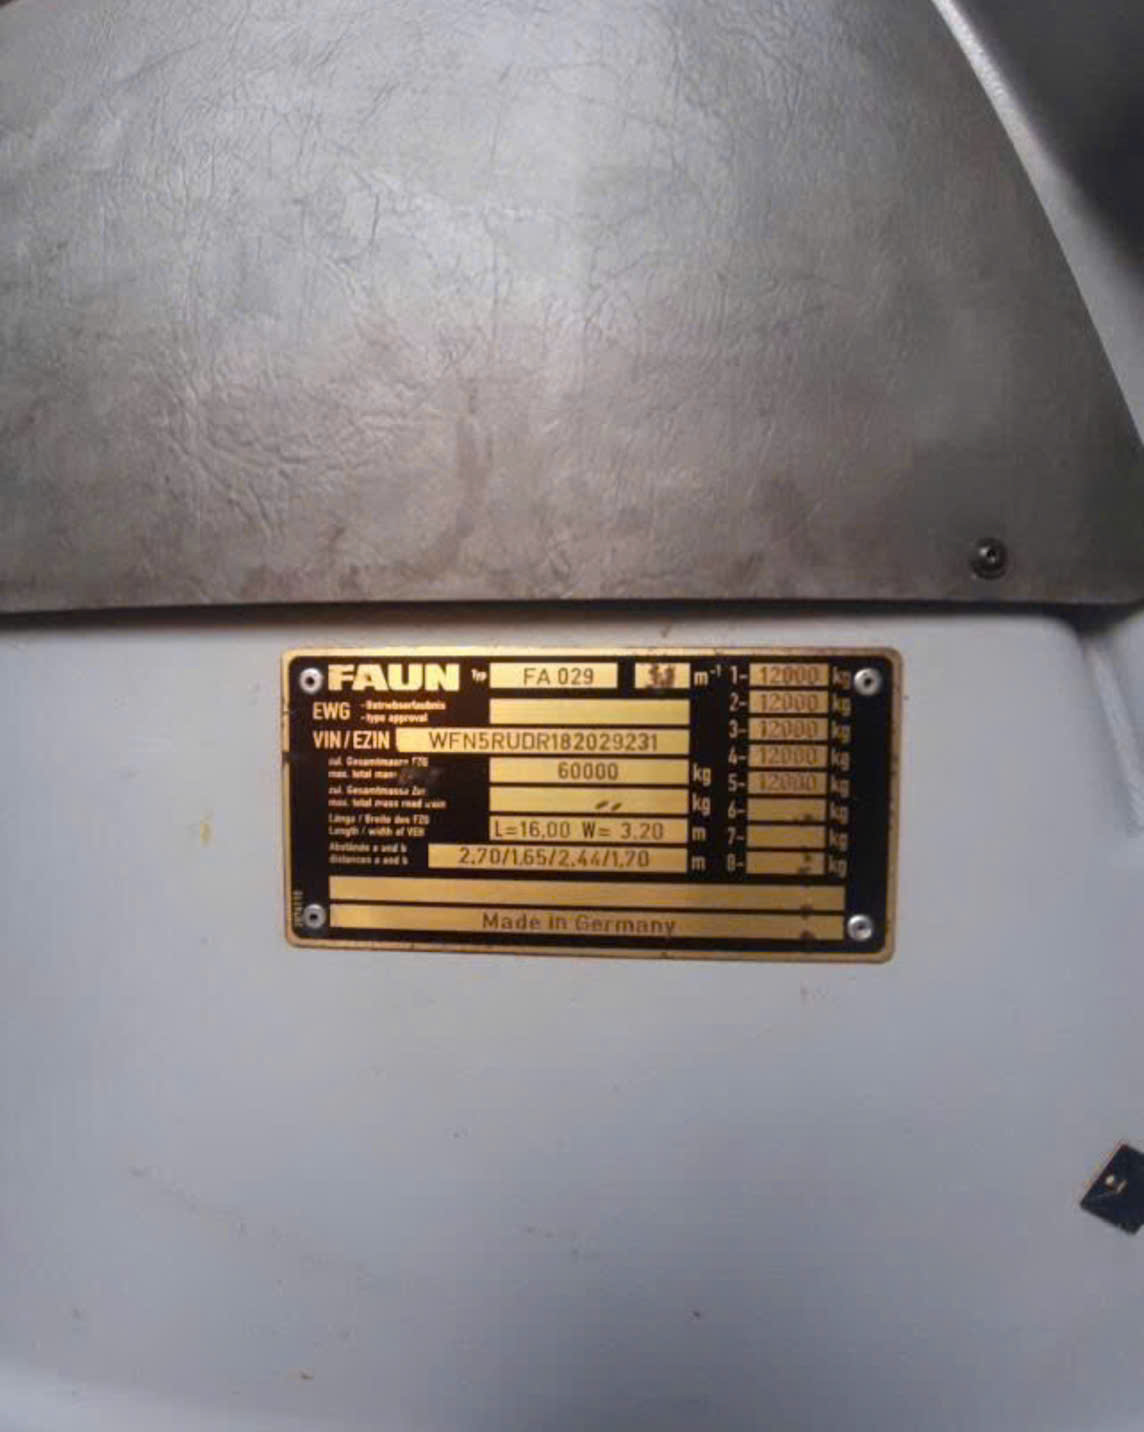 FAUN Typ FA 029 m⁻¹ 1- 12000 kg
EWG -Betriebserlaubnis
-type approval
2- 12000 kg
VIN/EZIN WFN5RUDR182029231 3- 12000 kg
zul. Gesamtmasse FZG
max. total mass 60000 kg 4- 12000 kg
zul. Gesamtmasse
max. total mass road train kg 5- 12000 kg
6- kg
Länge / Breite des FZG
Length / width of VEH L=16,00 W= 3,20 m 7- kg
Abstände a und b
distances a and b 2,70/1,65/2,44/1,70 m 8- kg
Made in Germany